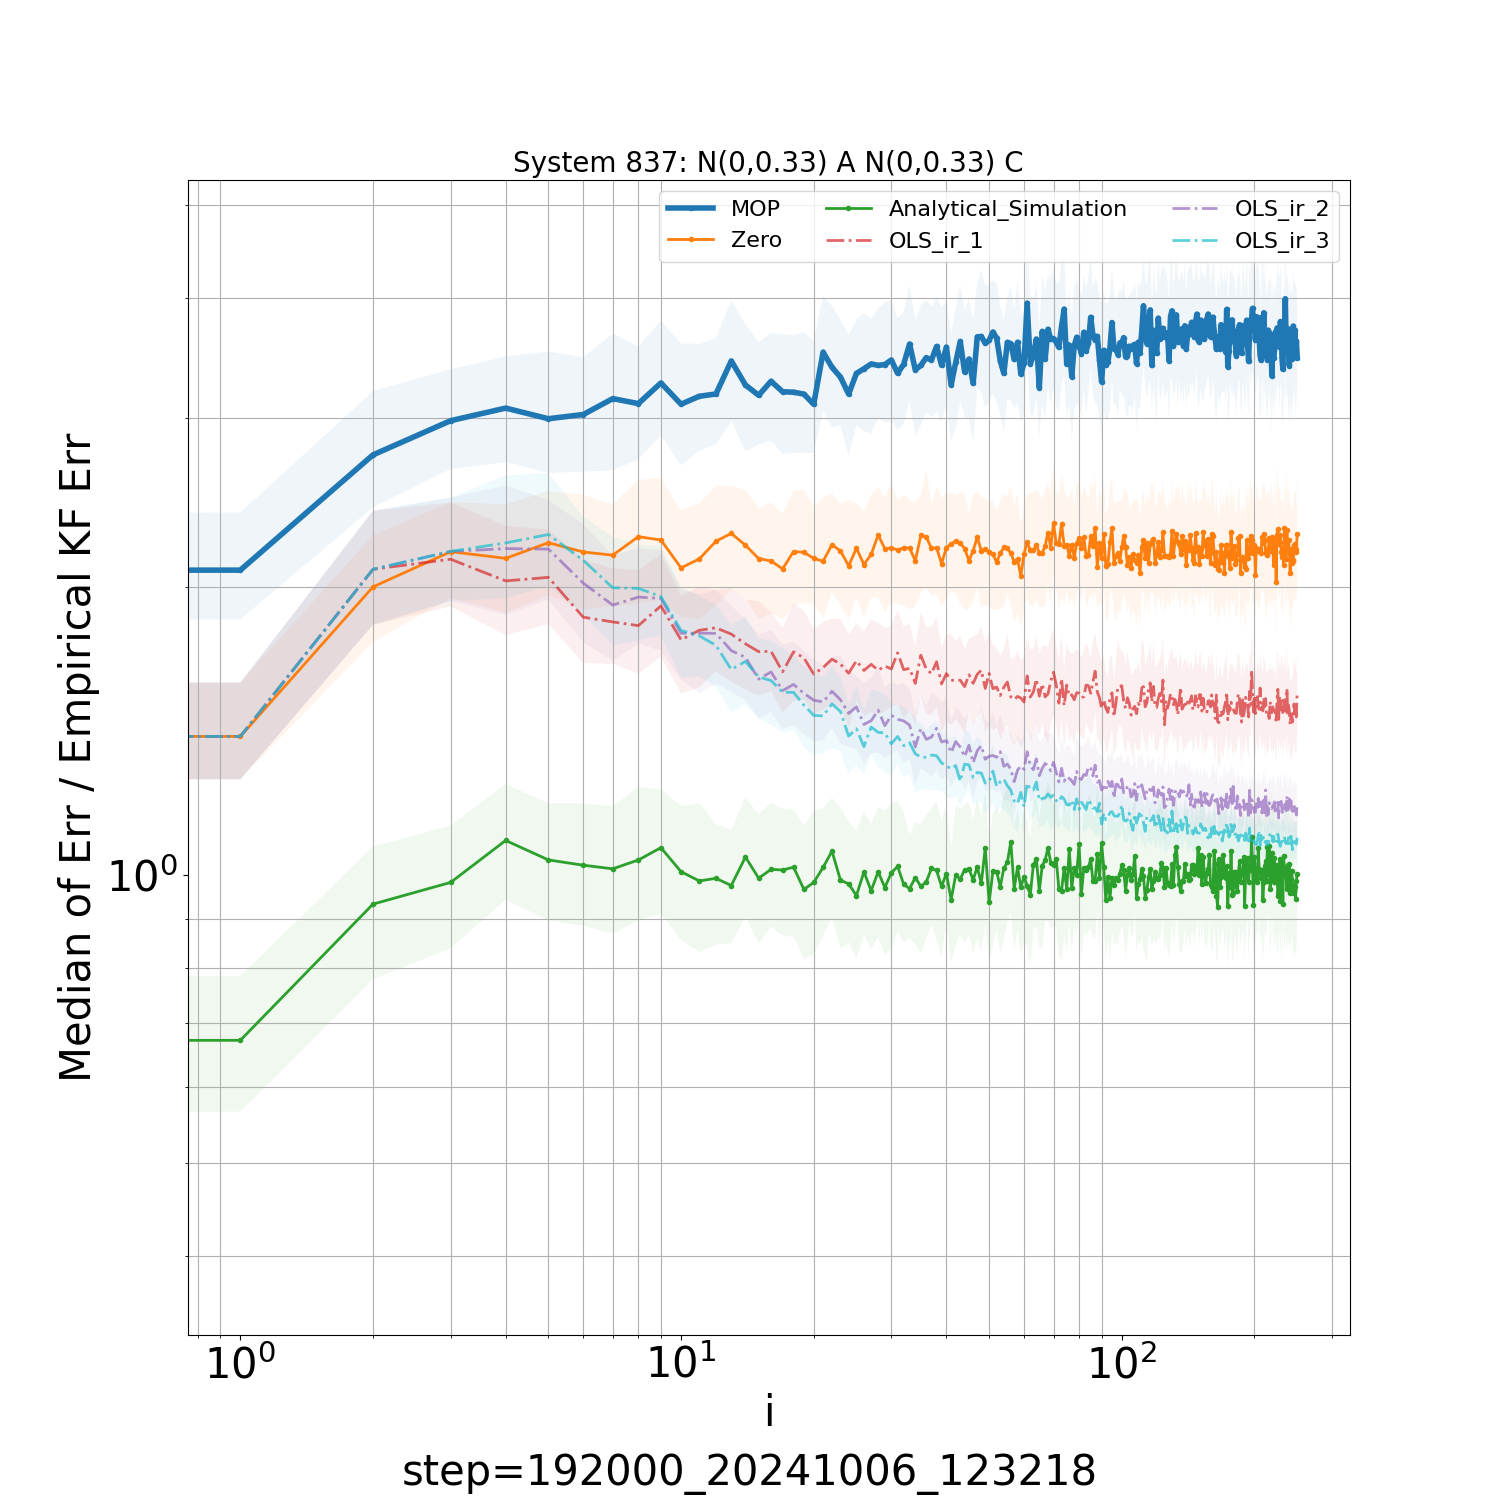 System 837: N(0,0.33) A N(0,0.33) C
MOP
Zero
Analytical_Simulation
OLS_ir_1
OLS_ir_2
OLS_ir_3
Median of Err / Empirical KF Err
10⁰
10⁰ 10¹ 10²
i
step=192000_20241006_123218